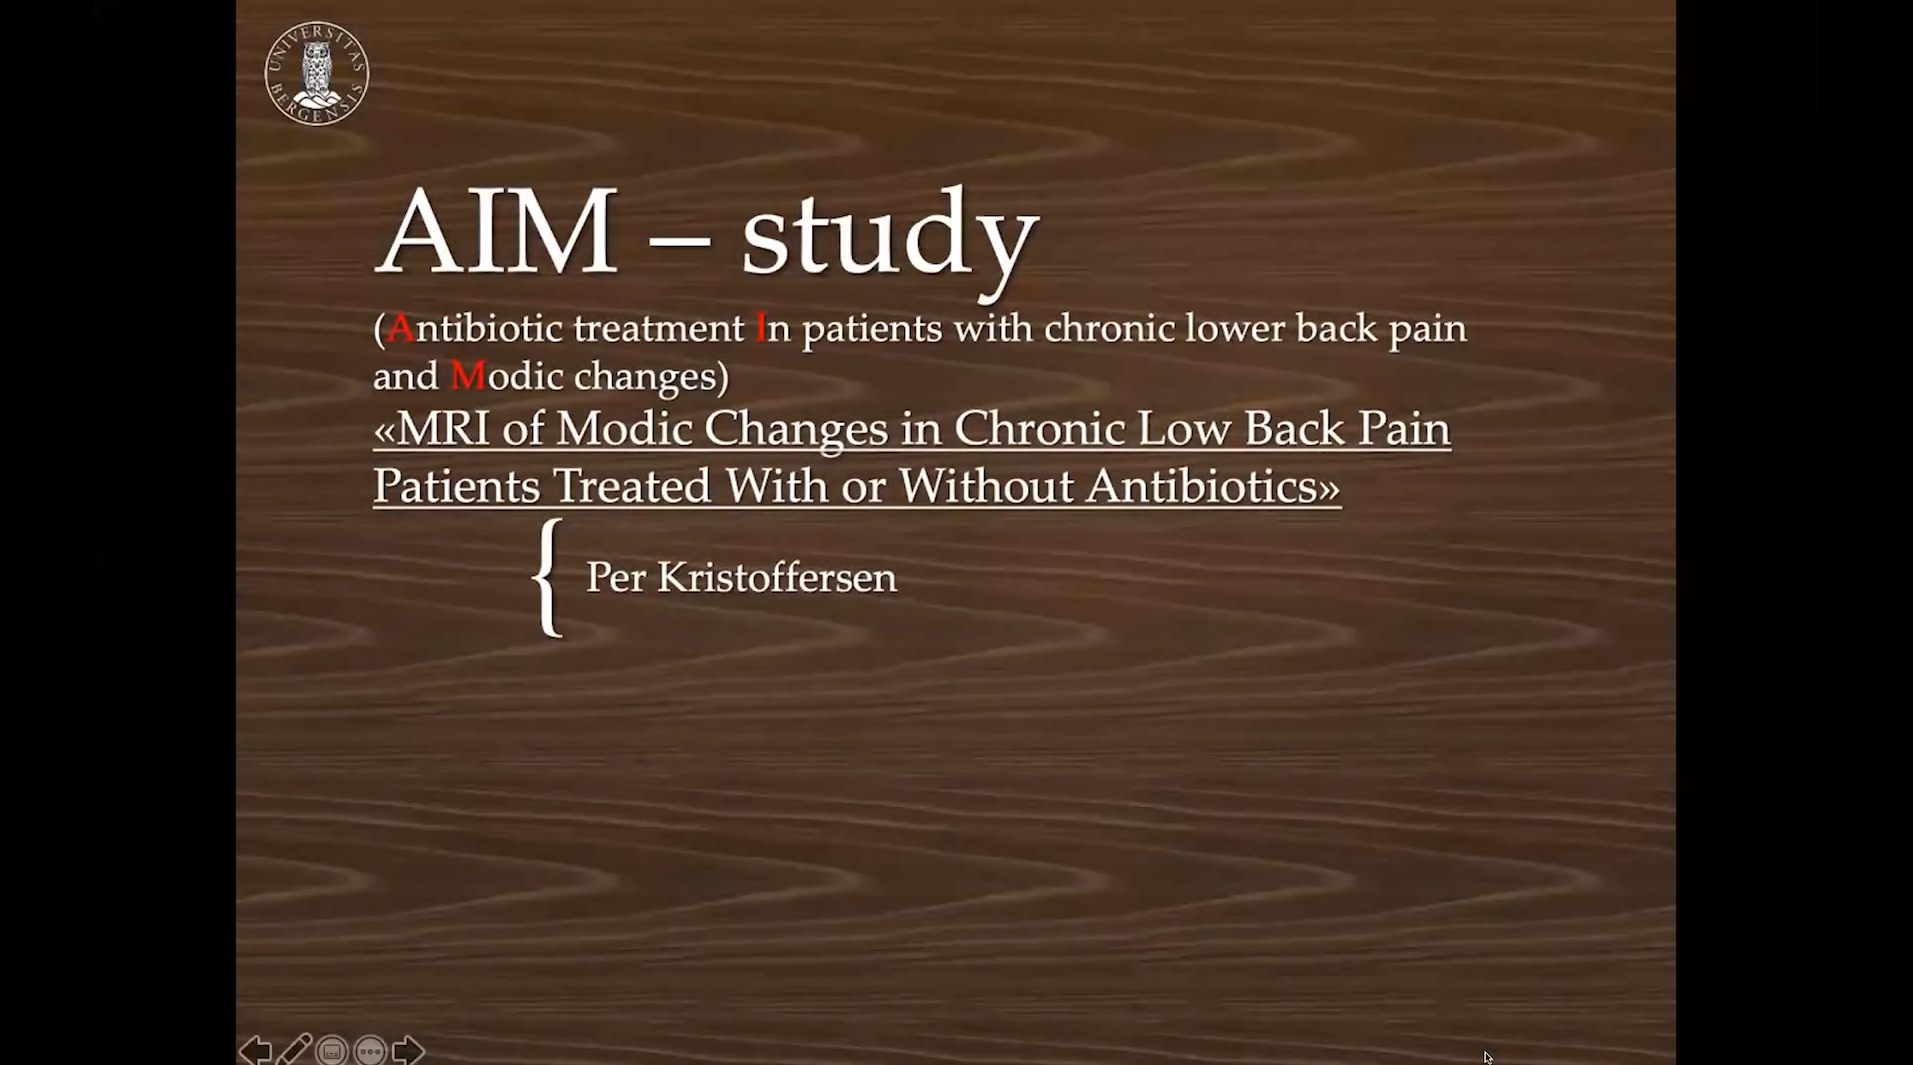 UNIVERSITAS BERGENSIS
AIM – study
(Antibiotic treatment In patients with chronic lower back pain
and Modic changes)
«MRI of Modic Changes in Chronic Low Back Pain
Patients Treated With or Without Antibiotics»
{ Per Kristoffersen